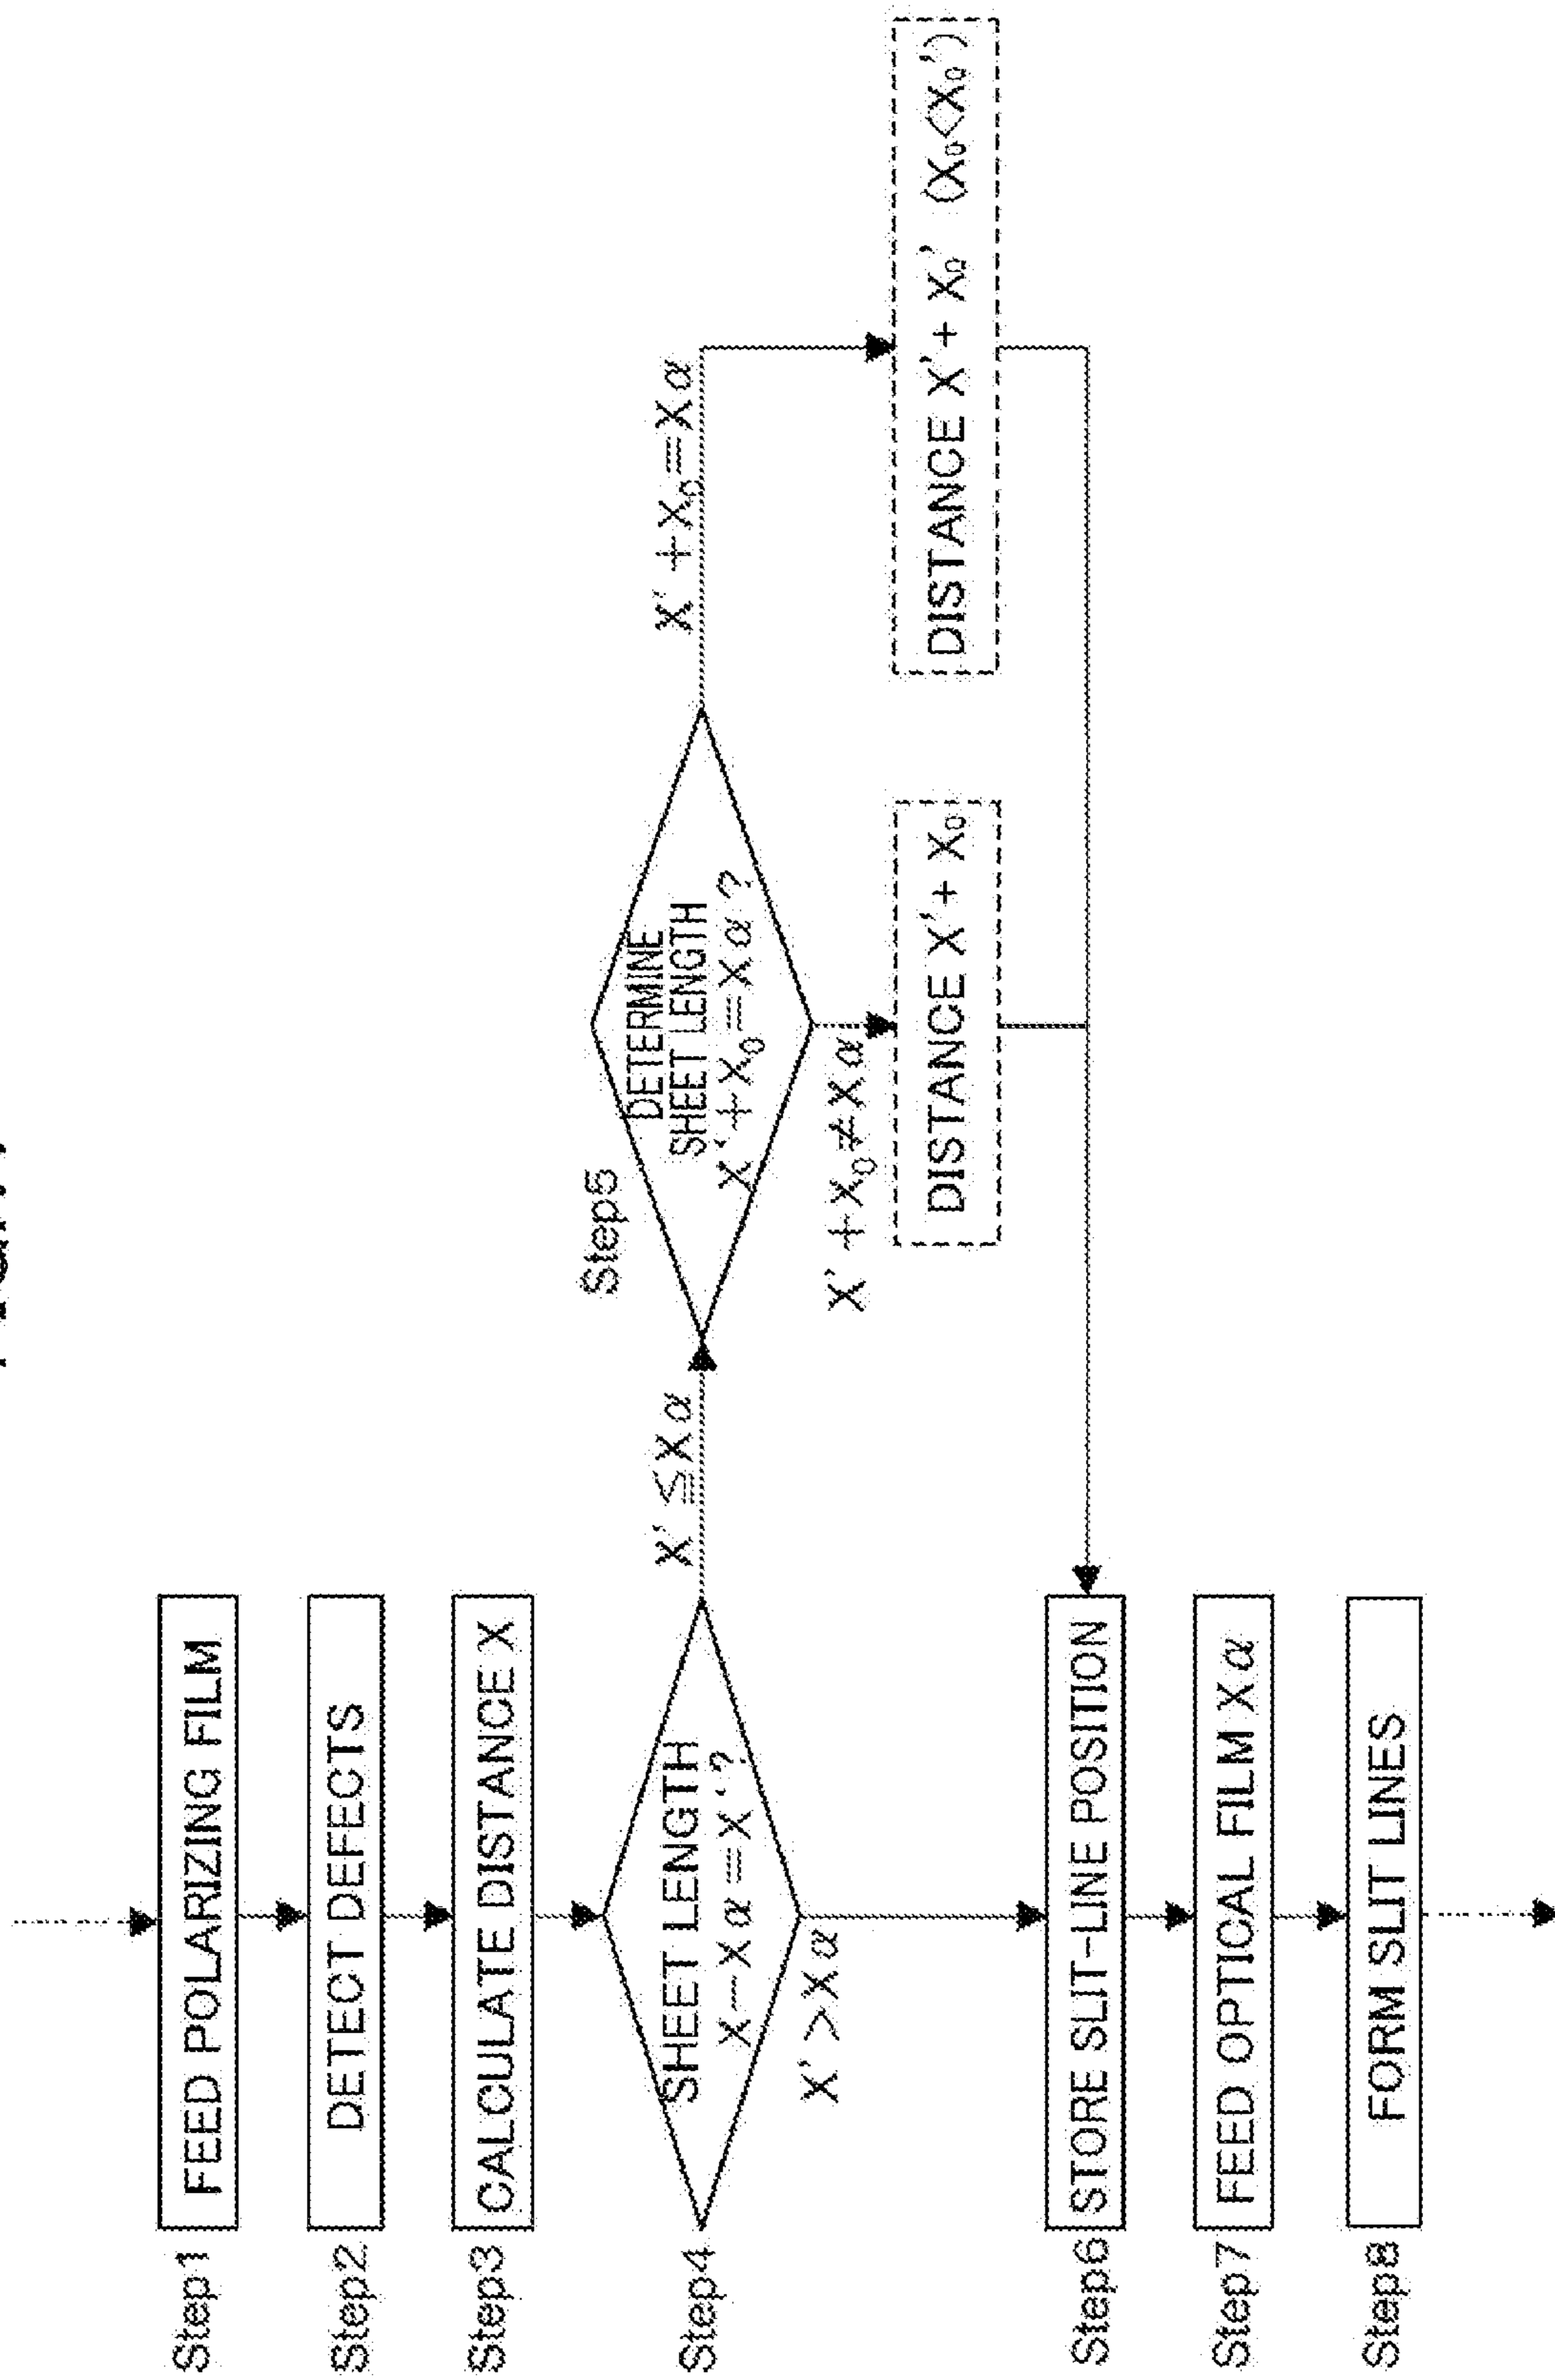 Step1
FEED POLARIZING FILM
Step2
DETECT DEFECTS
Step3
CALCULATE DISTANCE X
Step4
SHEET LENGTH
X−Xα=X'?
X'≦Xα
X'>Xα
Step5
DETERMINE
SHEET LENGTH
X'+X₀=Xα?
X'+X₀=Xα
X'+X₀≠Xα
DISTANCE X'+X₀
DISTANCE X'+X₀' (X₀<X₀')
Step6
STORE SLIT-LINE POSITION
Step7
FEED OPTICAL FILM Xα
Step8
FORM SLIT LINES